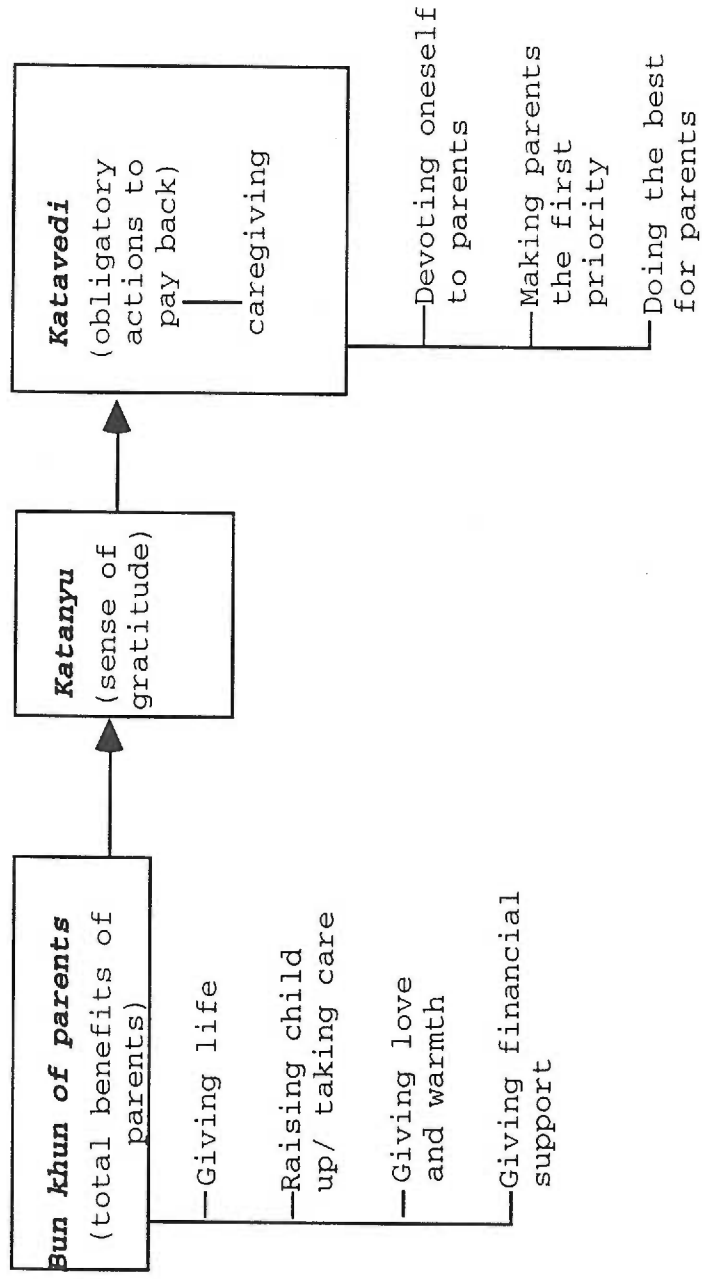 Bun khun of parents
(total benefits of
parents)
Giving life
Raising child
up/ taking care
Giving love
and warmth
Giving financial
support
Katanyu
(sense of
gratitude)
Katavedi
(obligatory
actions to
pay back)
caregiving
Devoting oneself
to parents
Making parents
the first
priority
Doing the best
for parents